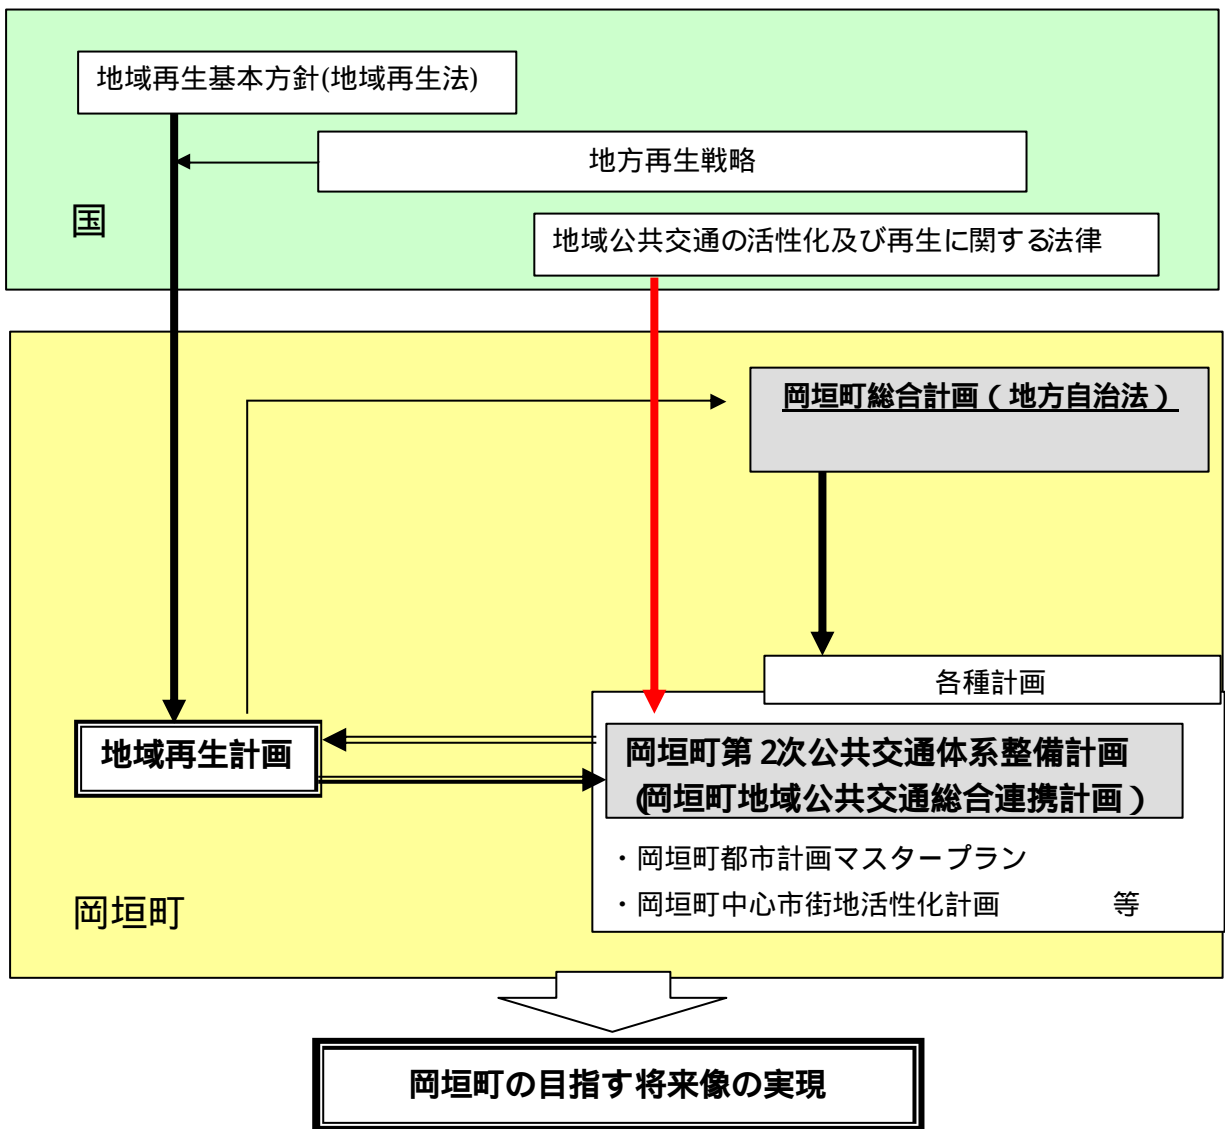 地域再生基本方針(地域再生法)
地方再生戦略
国
地域公共交通の活性化及び再生に関する法律
岡垣町総合計画（地方自治法）
各種計画
地域再生計画
岡垣町第2次公共交通体系整備計画
(岡垣町地域公共交通総合連携計画）
・岡垣町都市計画マスタープラン
・岡垣町中心市街地活性化計画　　　　等
岡垣町
岡垣町の目指す将来像の実現